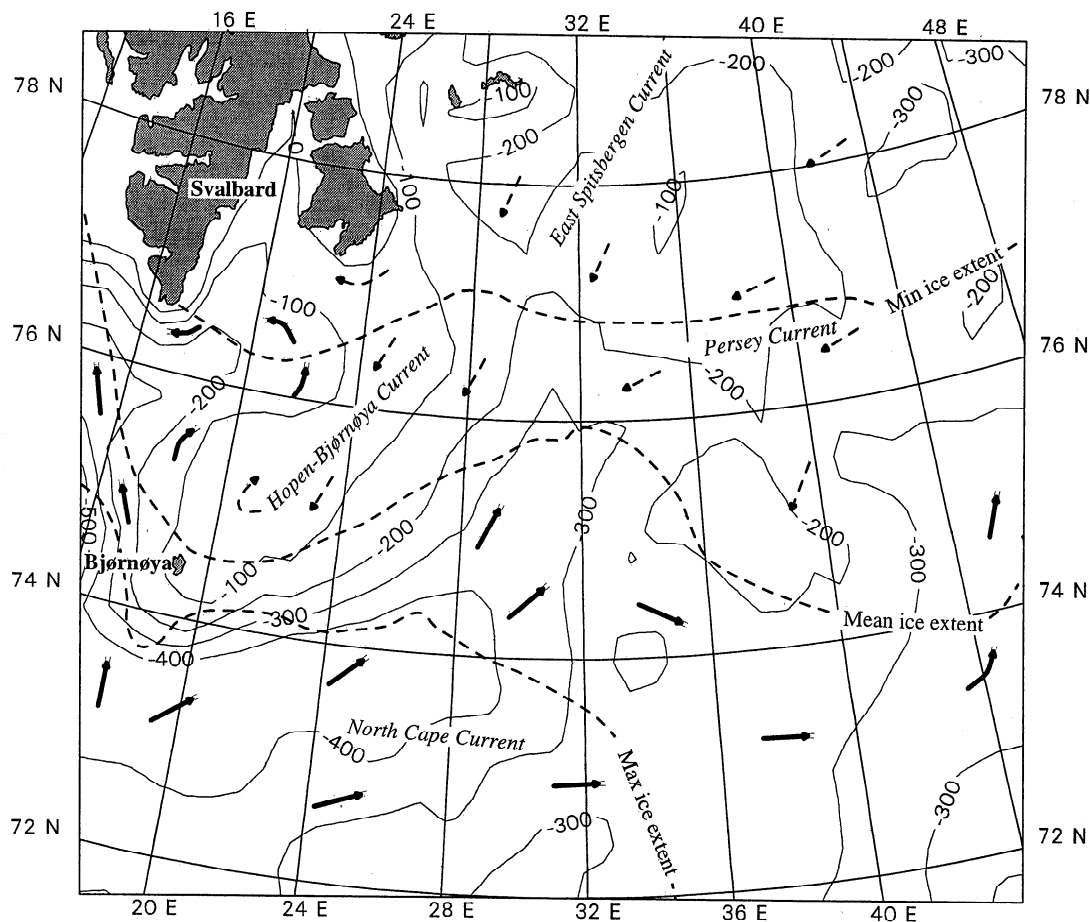 16 E 24 E 32 E 40 E 48 E
-200
-200
-300
78 N
78 N
-100
-300
-200
0
Svalbard
-100
East Spitsbergen Current
-100
Min ice extent
-200
-100
76 N
76 N
Persey Current
-200
-200
Hopen-Bjørnøya Current
-500
-300
-200
-200
Bjørnøya
-100
-300
74 N
74 N
-300
Mean ice extent
-400
North Cape Current
-400
Max ice extent
-300
-300
72 N
72 N
20 E 24 E 28 E 32 E 36 E 40 E